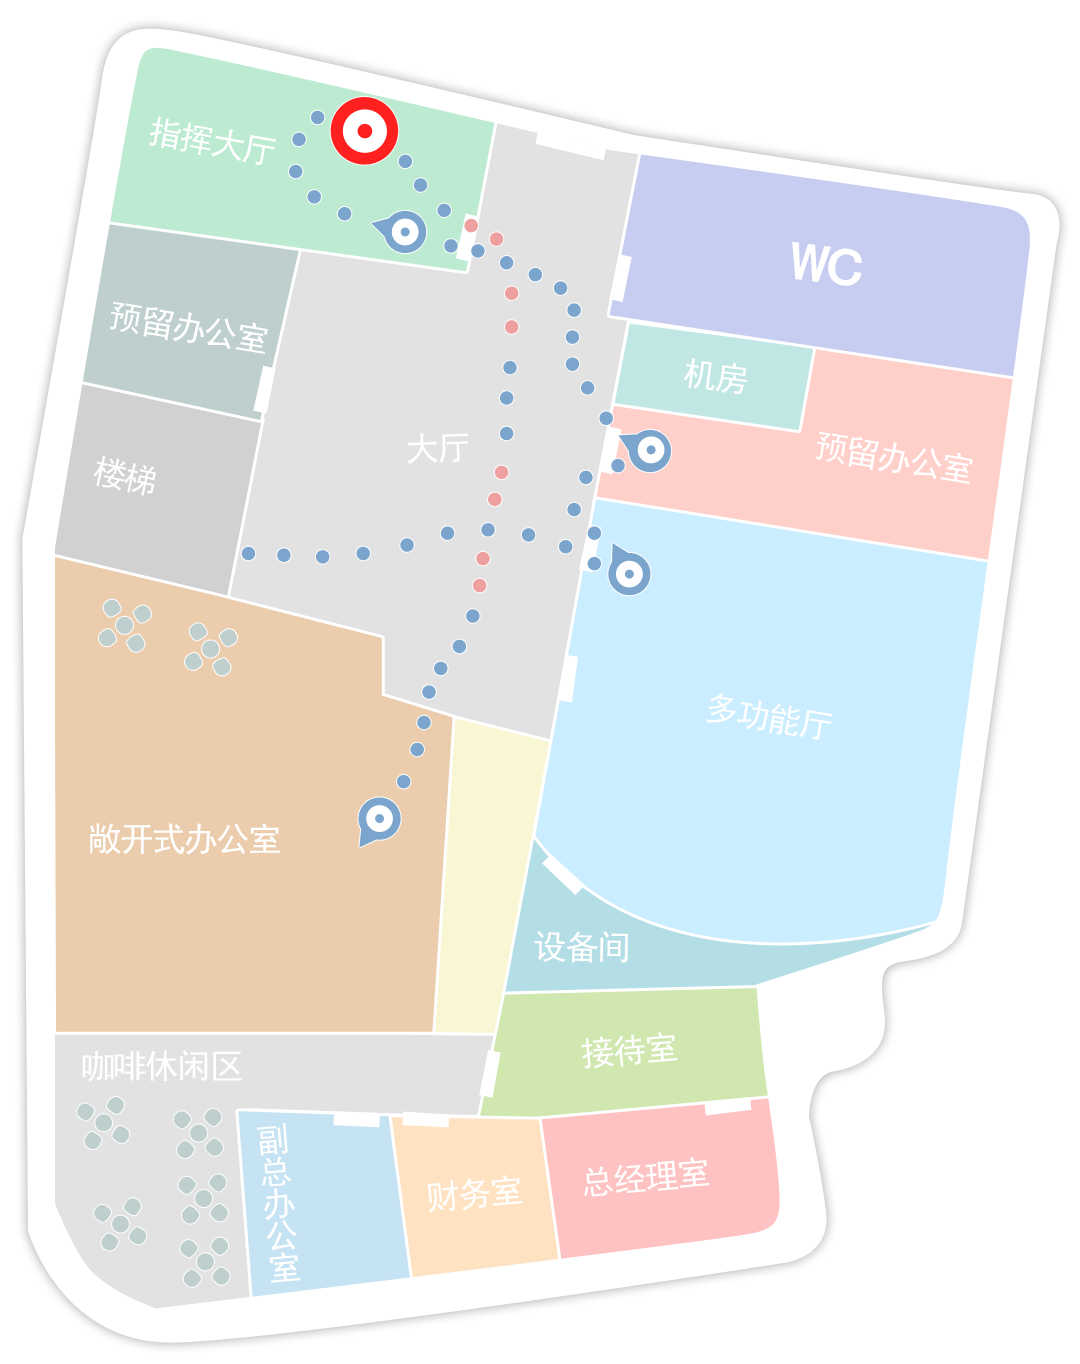 指挥大厅
WC
预留办公室
机房
大厅
预留办公室
楼梯
多功能厅
敞开式办公室
设备间
接待室
咖啡休闲区
副总办公室
财务室
总经理室